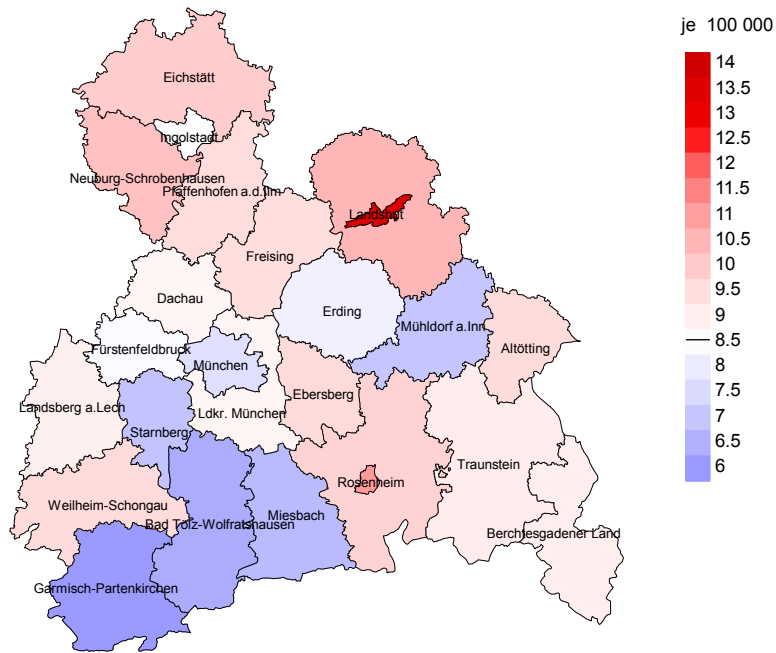 je 100 000
14
13.5
13
12.5
12
11.5
11
10.5
10
9.5
9
8.5
8
7.5
7
6.5
6
Eichstätt
Ingolstadt
Neuburg-Schrobenhausen
Pfaffenhofen a.d.Ilm
Landshut
Freising
Dachau
Erding
Mühldorf a.Inn
Fürstenfeldbruck
München
Altötting
Ebersberg
Landsberg a.Lech
Ldkr. München
Starnberg
Traunstein
Rosenheim
Weilheim-Schongau
Miesbach
Bad Tölz-Wolfratshausen
Berchtesgadener Land
Garmisch-Partenkirchen